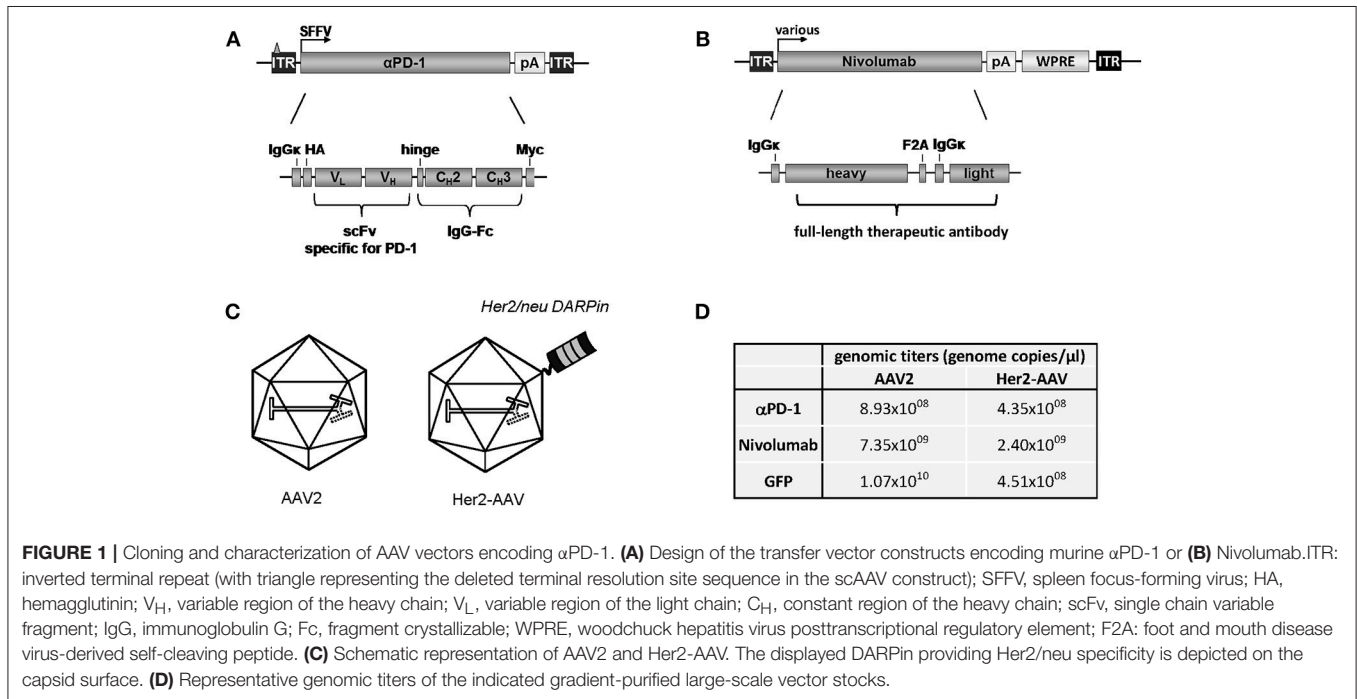 A
SFFV
ITR αPD-1 pA ITR
IgGκ HA hinge Myc
VL VH CH2 CH3
scFv IgG-Fc
specific for PD-1
B
various
ITR Nivolumab pA WPRE ITR
IgGκ F2A IgGκ
heavy light
full-length therapeutic antibody
C
Her2/neu DARPin
AAV2 Her2-AAV
D
genomic titers (genome copies/µl)
AAV2 Her2-AAV
αPD-1 8.93x10^08 4.35x10^08
Nivolumab 7.35x10^09 2.40x10^09
GFP 1.07x10^10 4.51x10^08
FIGURE 1 | Cloning and characterization of AAV vectors encoding αPD-1. (A) Design of the transfer vector constructs encoding murine αPD-1 or (B) Nivolumab.ITR:
inverted terminal repeat (with triangle representing the deleted terminal resolution site sequence in the scAAV construct); SFFV, spleen focus-forming virus; HA,
hemagglutinin; VH, variable region of the heavy chain; VL, variable region of the light chain; CH, constant region of the heavy chain; scFv, single chain variable
fragment; IgG, immunoglobulin G; Fc, fragment crystallizable; WPRE, woodchuck hepatitis virus posttranscriptional regulatory element; F2A: foot and mouth disease
virus-derived self-cleaving peptide. (C) Schematic representation of AAV2 and Her2-AAV. The displayed DARPin providing Her2/neu specificity is depicted on the
capsid surface. (D) Representative genomic titers of the indicated gradient-purified large-scale vector stocks.